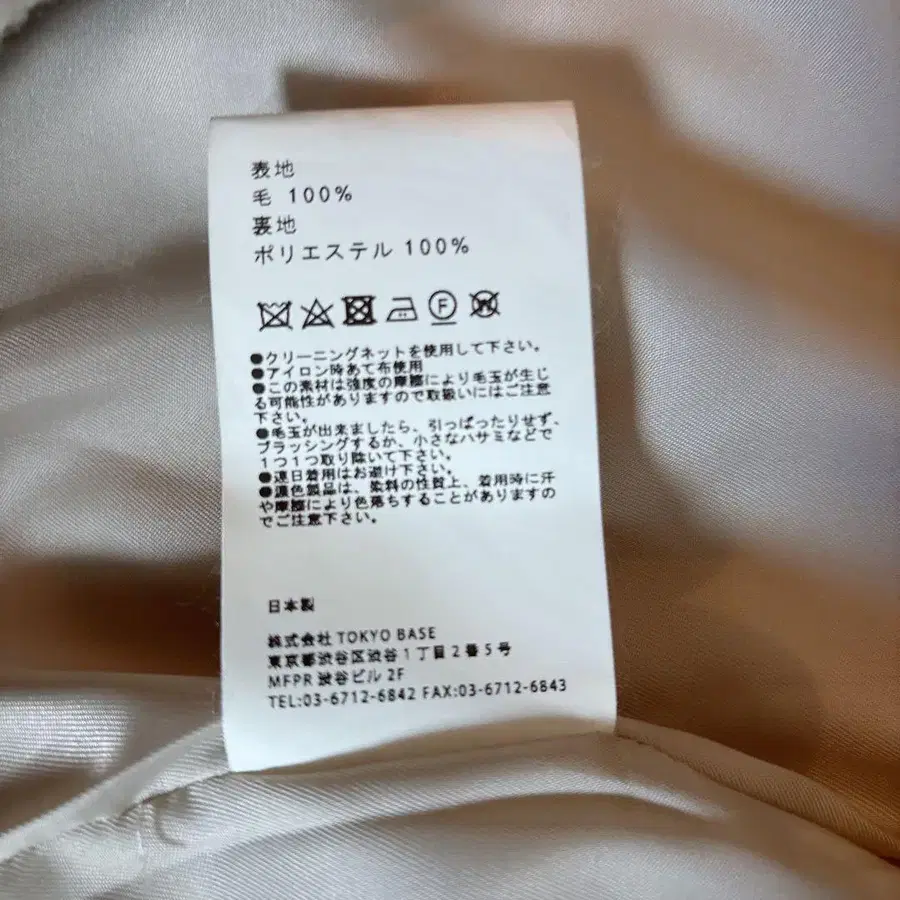 表地
毛 100%
裏地
ポリエステル 100%
F W
●クリーニングネットを使用して下さい。
●アイロン時あて布使用
●この素材は強度の摩擦により毛玉が生じ
る可能性がありますので取扱いにはご注意
下さい。
●毛玉が出来ましたら、引っぱったりせず、
ブラッシングするか、小さなハサミなどで
1つ1つ取り除いて下さい。
●連日着用はお避け下さい。
●濃色製品は、染料の性質上、着用時に汗
や摩擦により色落ちすることがありますの
でご注意下さい。
日本製
株式会社 TOKYO BASE
東京都渋谷区渋谷1丁目2番5号
MFPR 渋谷ビル 2F
TEL:03-6712-6842 FAX:03-6712-6843